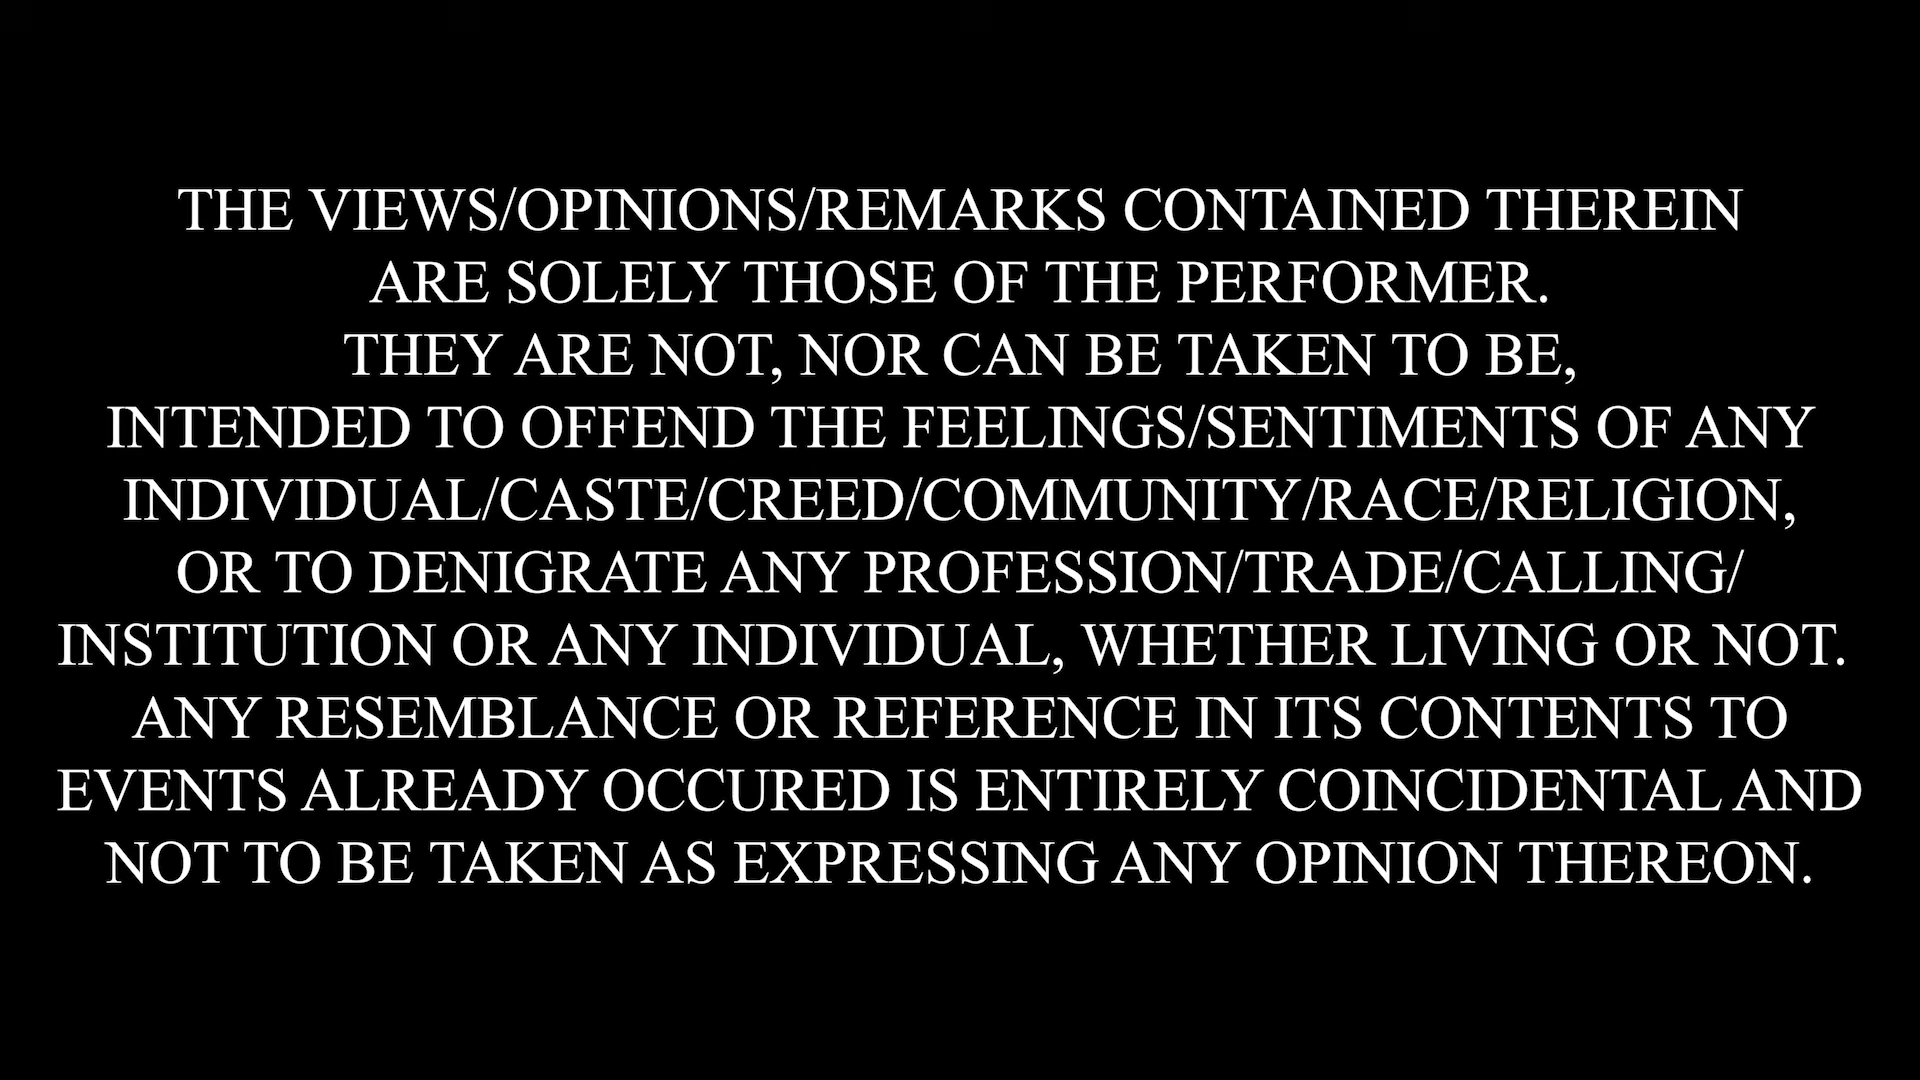 THE VIEWS/OPINIONS/REMARKS CONTAINED THEREIN
ARE SOLELY THOSE OF THE PERFORMER.
THEY ARE NOT, NOR CAN BE TAKEN TO BE,
INTENDED TO OFFEND THE FEELINGS/SENTIMENTS OF ANY
INDIVIDUAL/CASTE/CREED/COMMUNITY/RACE/RELIGION,
OR TO DENIGRATE ANY PROFESSION/TRADE/CALLING/
INSTITUTION OR ANY INDIVIDUAL, WHETHER LIVING OR NOT.
ANY RESEMBLANCE OR REFERENCE IN ITS CONTENTS TO
EVENTS ALREADY OCCURED IS ENTIRELY COINCIDENTAL AND
NOT TO BE TAKEN AS EXPRESSING ANY OPINION THEREON.